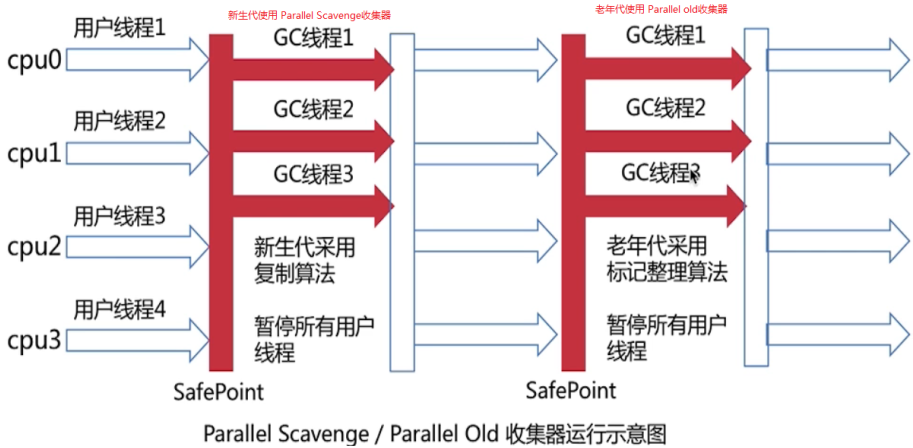 新生代使用 Parallel Scavenge收集器
老年代使用 Parallel old收集器
用户线程1
GC线程1
GC线程1
cpu0
用户线程2
GC线程2
GC线程2
cpu1
GC线程3
GC线程3
用户线程3
cpu2
新生代采用
复制算法
老年代采用
标记整理算法
用户线程4
cpu3
暂停所有用户
线程
暂停所有用户
线程
SafePoint
SafePoint
Parallel Scavenge / Parallel Old 收集器运行示意图